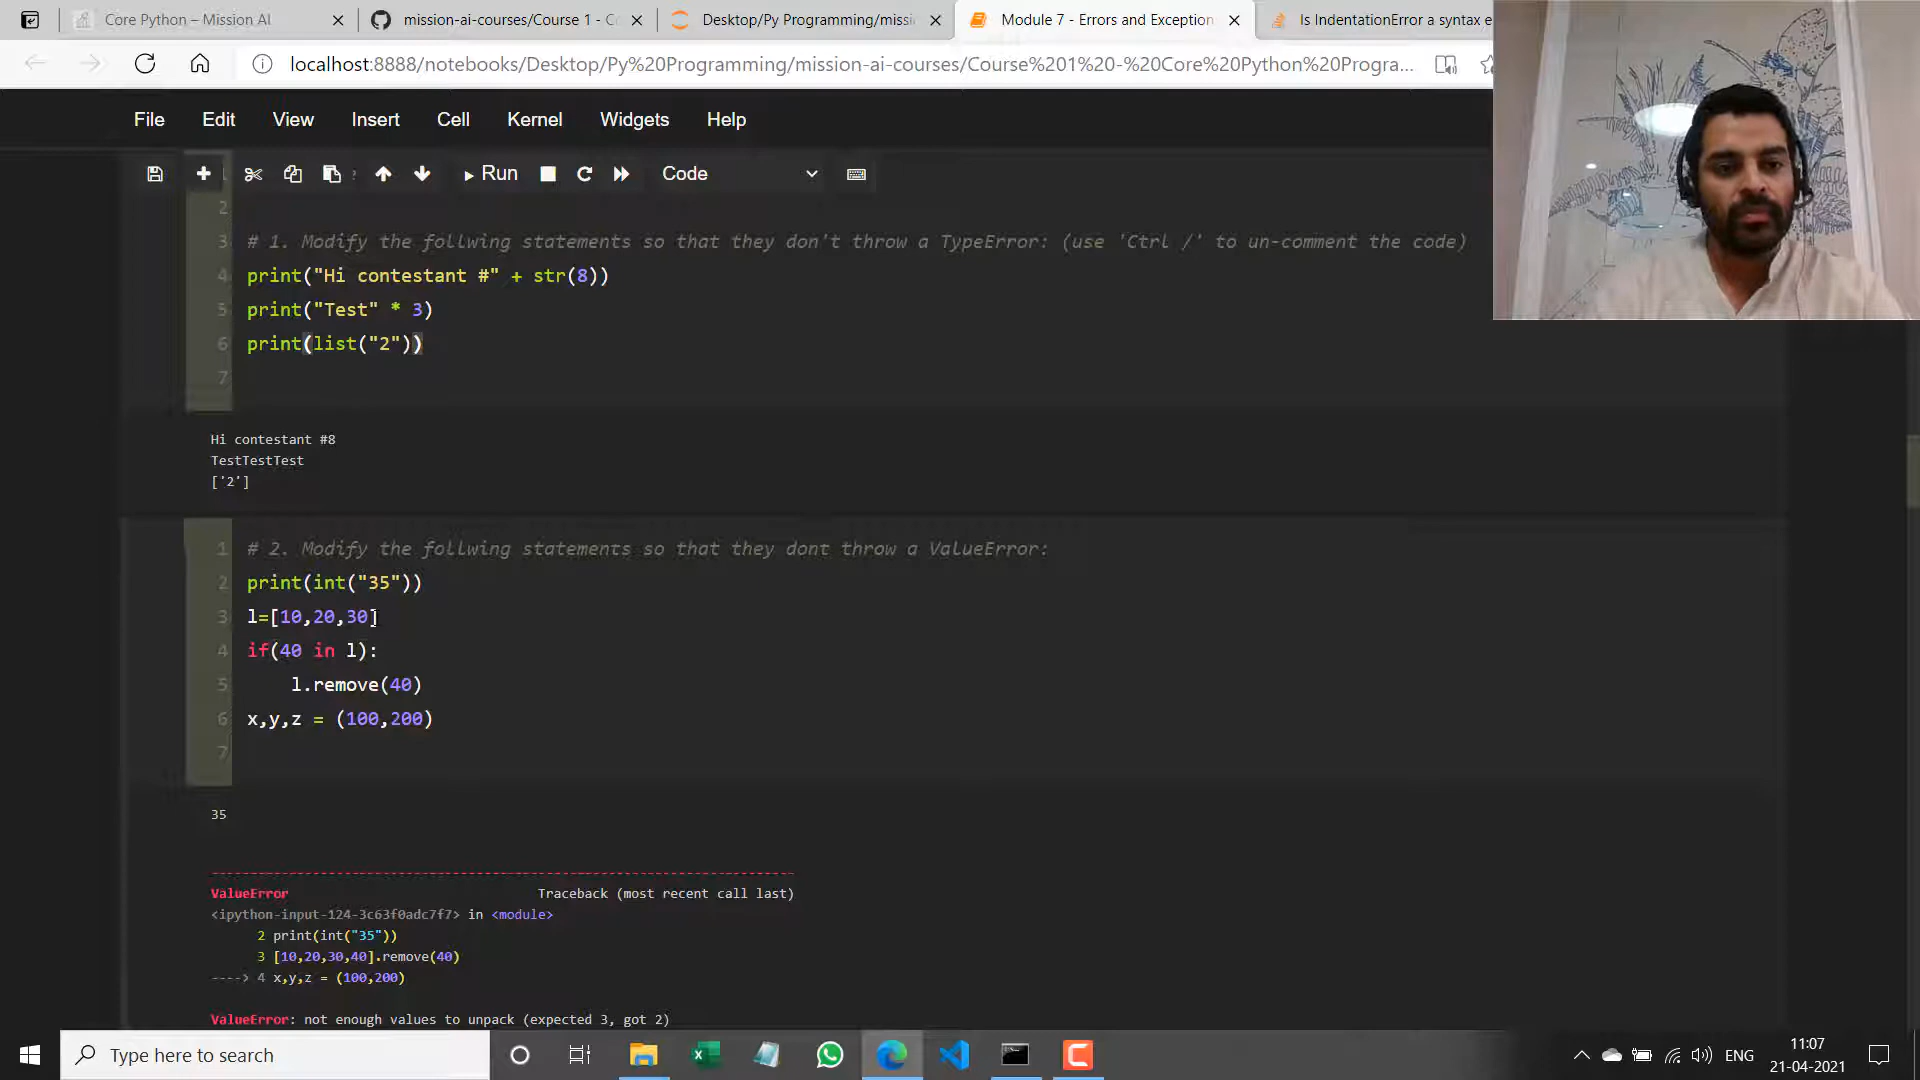 Core Python – Mission AI
mission-ai-courses/Course 1 - Co
Desktop/Py Programming/missi
Module 7 - Errors and Exception
Is IndentationError a syntax e
localhost:8888/notebooks/Desktop/Py%20Programming/mission-ai-courses/Course%201%20-%20Core%20Python%20Progra...
File Edit View Insert Cell Kernel Widgets Help
Run Code
2
3 # 1. Modify the follwing statements so that they don't throw a TypeError: (use 'Ctrl /' to un-comment the code)
4 print("Hi contestant #" + str(8))
5 print("Test" * 3)
6 print(list("2"))
7
Hi contestant #8
TestTestTest
['2']
1 # 2. Modify the follwing statements so that they dont throw a ValueError:
2 print(int("35"))
3 l=[10,20,30]
4 if(40 in l):
5 l.remove(40)
6 x,y,z = (100,200)
7
35
ValueError Traceback (most recent call last)
<ipython-input-124-3c63f0adc7f7> in <module>
2 print(int("35"))
3 [10,20,30,40].remove(40)
----> 4 x,y,z = (100,200)
ValueError: not enough values to unpack (expected 3, got 2)
Type here to search
ENG
11:07
21-04-2021